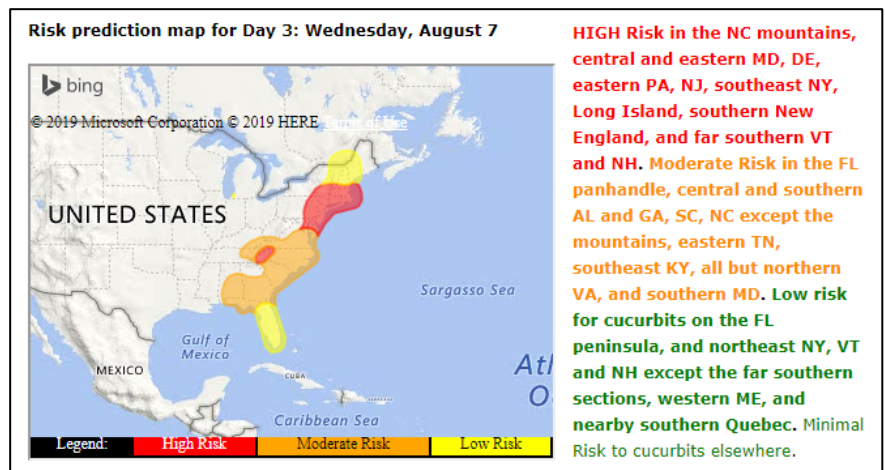 Risk prediction map for Day 3: Wednesday, August 7
bing
© 2019 Microsoft Corporation © 2019 HERE Terms of Use
UNITED STATES
Sargasso Sea
Gulf of
Mexico
MEXICO
CUBA
Atl
O
Caribbean Sea
Legend: High Risk Moderate Risk Low Risk
HIGH Risk in the NC mountains,
central and eastern MD, DE,
eastern PA, NJ, southeast NY,
Long Island, southern New
England, and far southern VT
and NH. Moderate Risk in the FL
panhandle, central and southern
AL and GA, SC, NC except the
mountains, eastern TN,
southeast KY, all but northern
VA, and southern MD. Low risk
for cucurbits on the FL
peninsula, and northeast NY, VT
and NH except the far southern
sections, western ME, and
nearby southern Quebec. Minimal
Risk to cucurbits elsewhere.